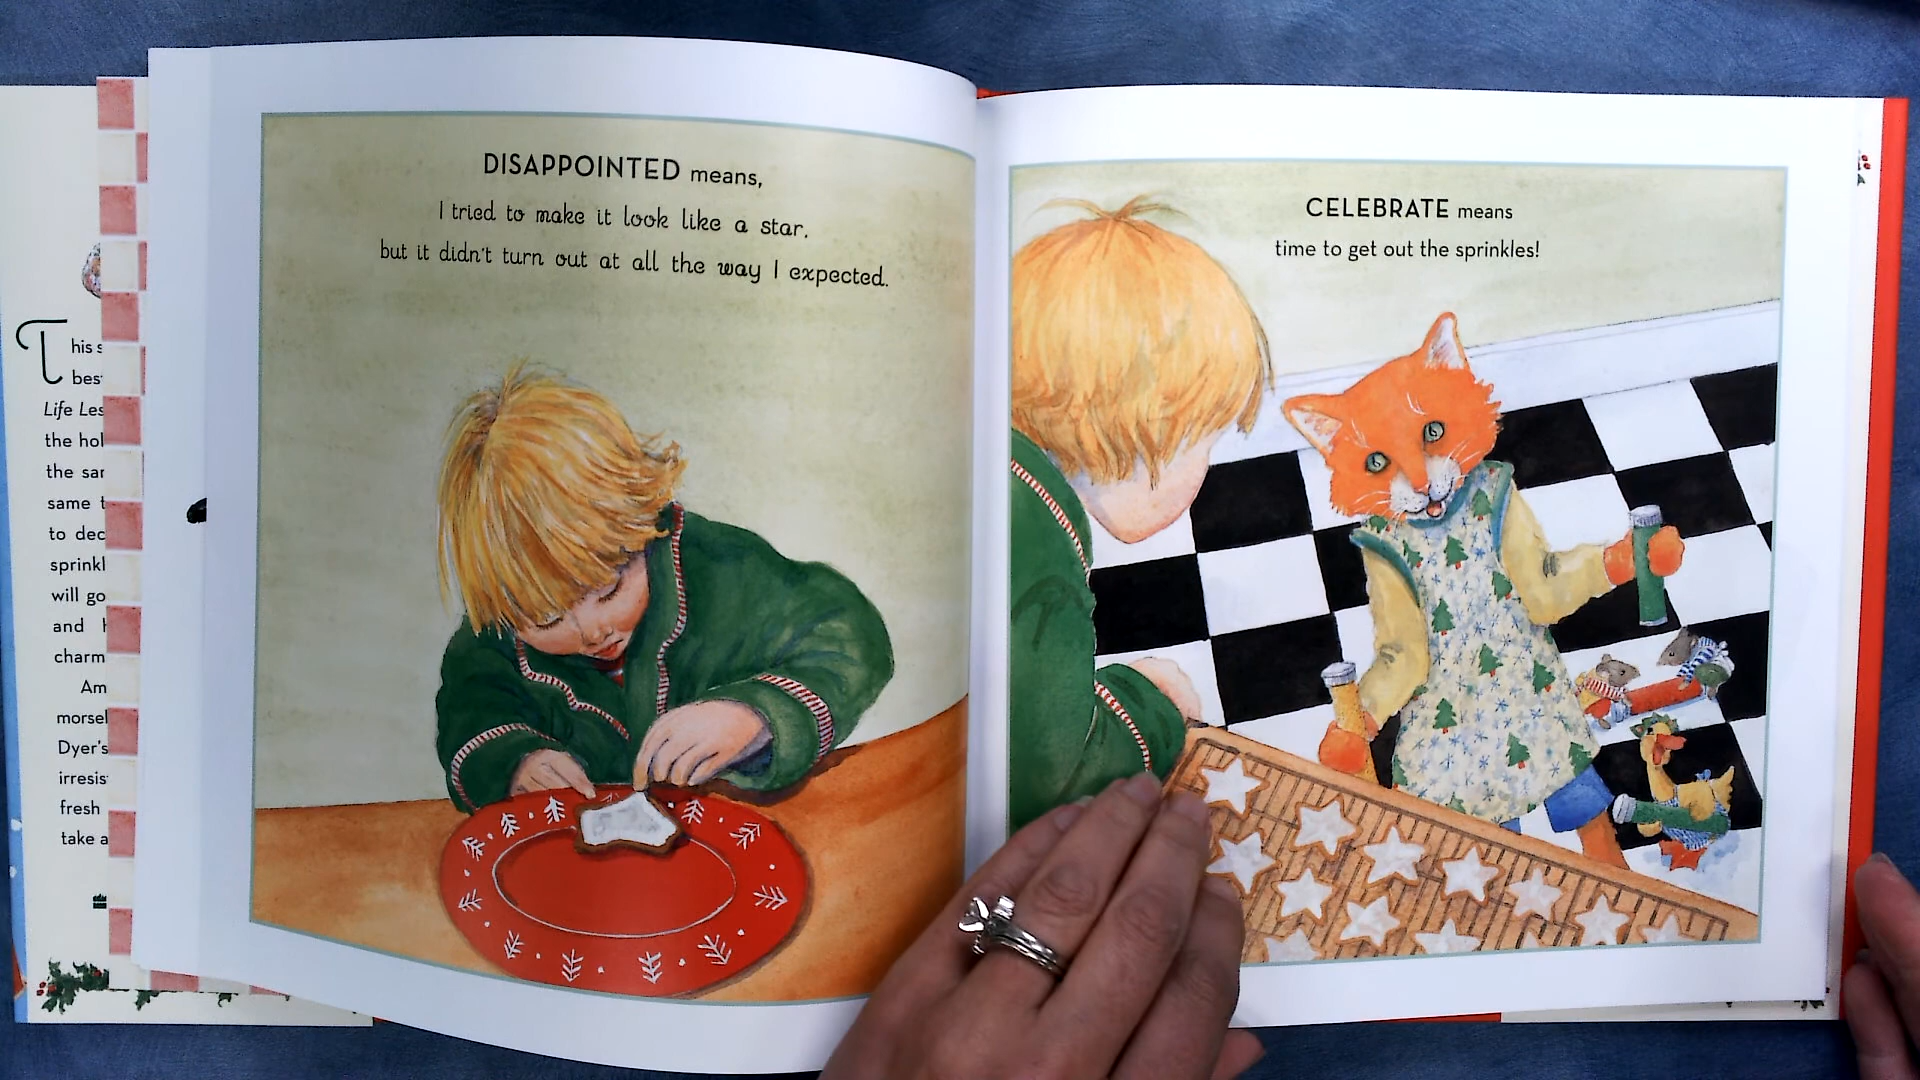 This s
best
Life Les
the hol
the sar
same t
to dec
sprinkl
will go
and h
charm
Am
morsel
Dyer's
irresis
fresh
take a
DISAPPOINTED means,
I tried to make it look like a star,
but it didn't turn out at all the way I expected.
CELEBRATE means
time to get out the sprinkles!